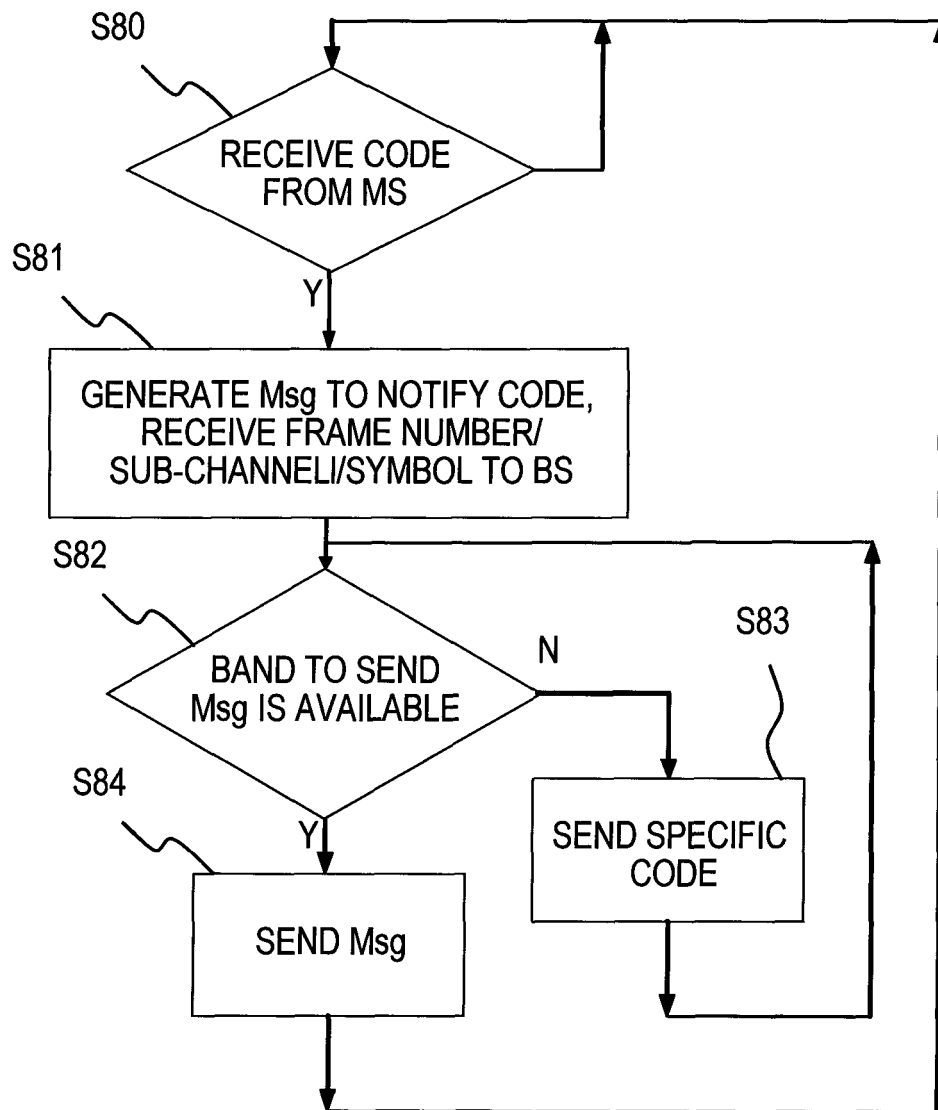 S80
RECEIVE CODE
FROM MS
S81
Y
GENERATE Msg TO NOTIFY CODE,
RECEIVE FRAME NUMBER/
SUB-CHANNELI/SYMBOL TO BS
S82
BAND TO SEND
Msg IS AVAILABLE
N
S83
SEND SPECIFIC
CODE
S84
Y
SEND Msg